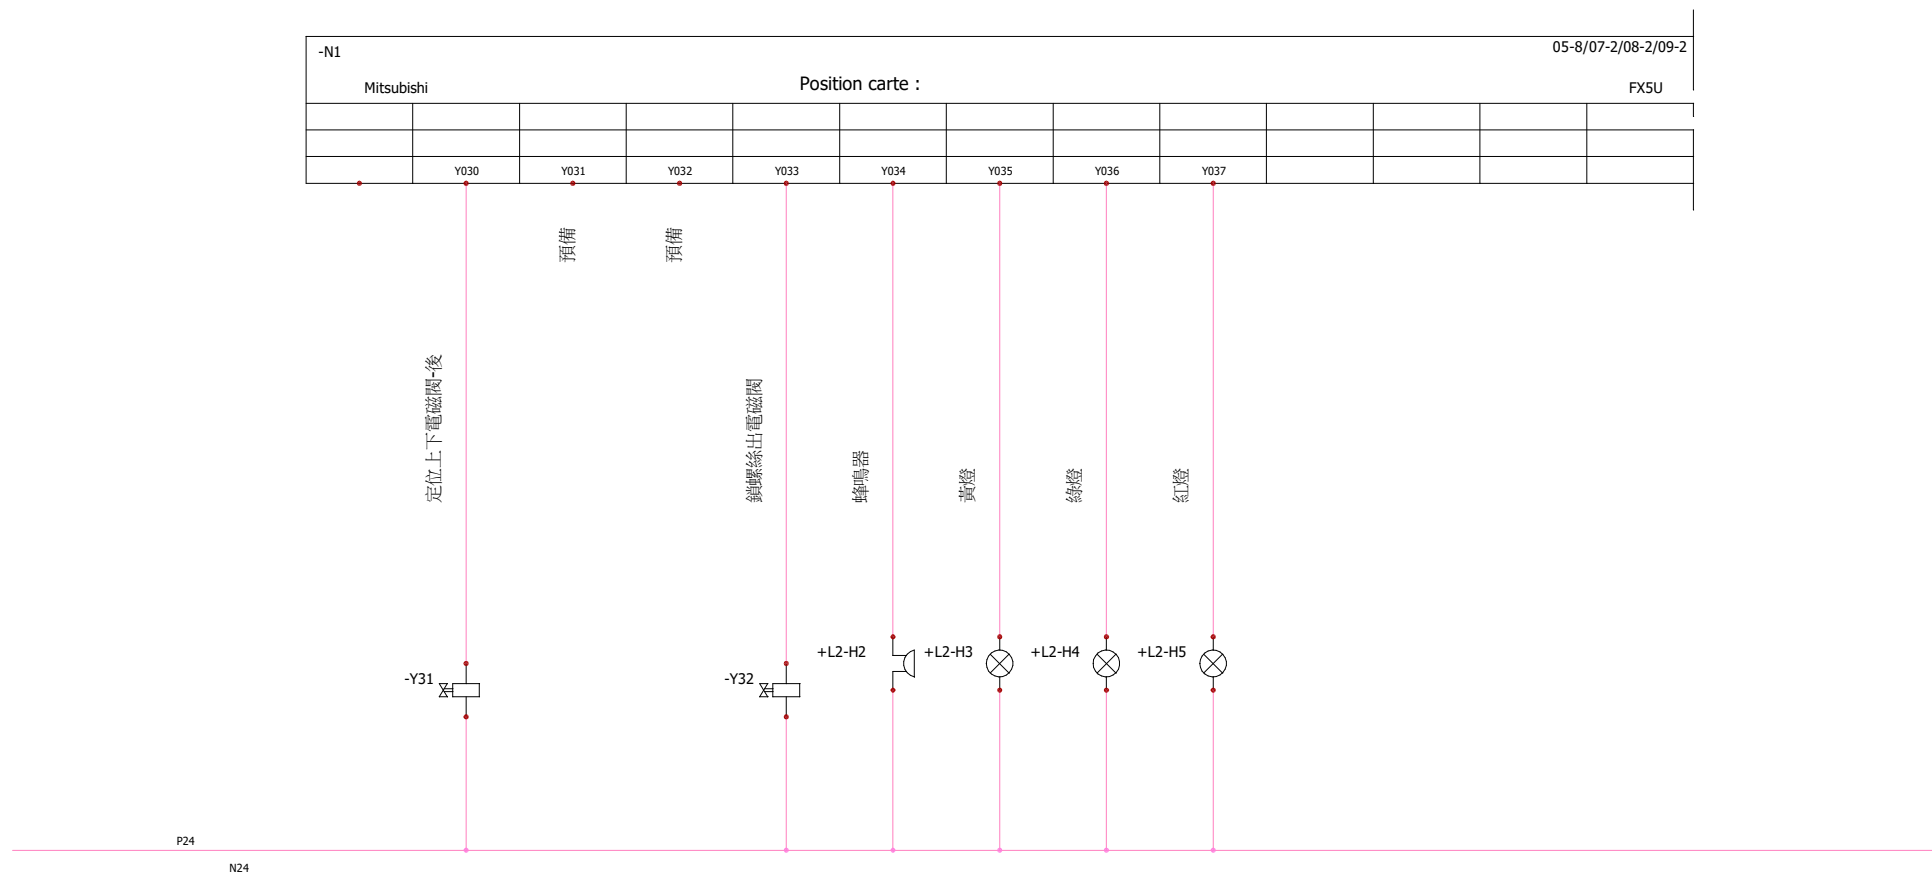 -N1
05-8/07-2/08-2/09-2
Mitsubishi
Position carte :
FX5U
Y030
Y031
Y032
Y033
Y034
Y035
Y036
Y037
預備
預備
定位上下電磁閥-後
鎖螺絲出電磁閥
蜂鳴器
黃燈
綠燈
紅燈
-Y31
-Y32
+L2-H2
+L2-H3
+L2-H4
+L2-H5
P24
N24